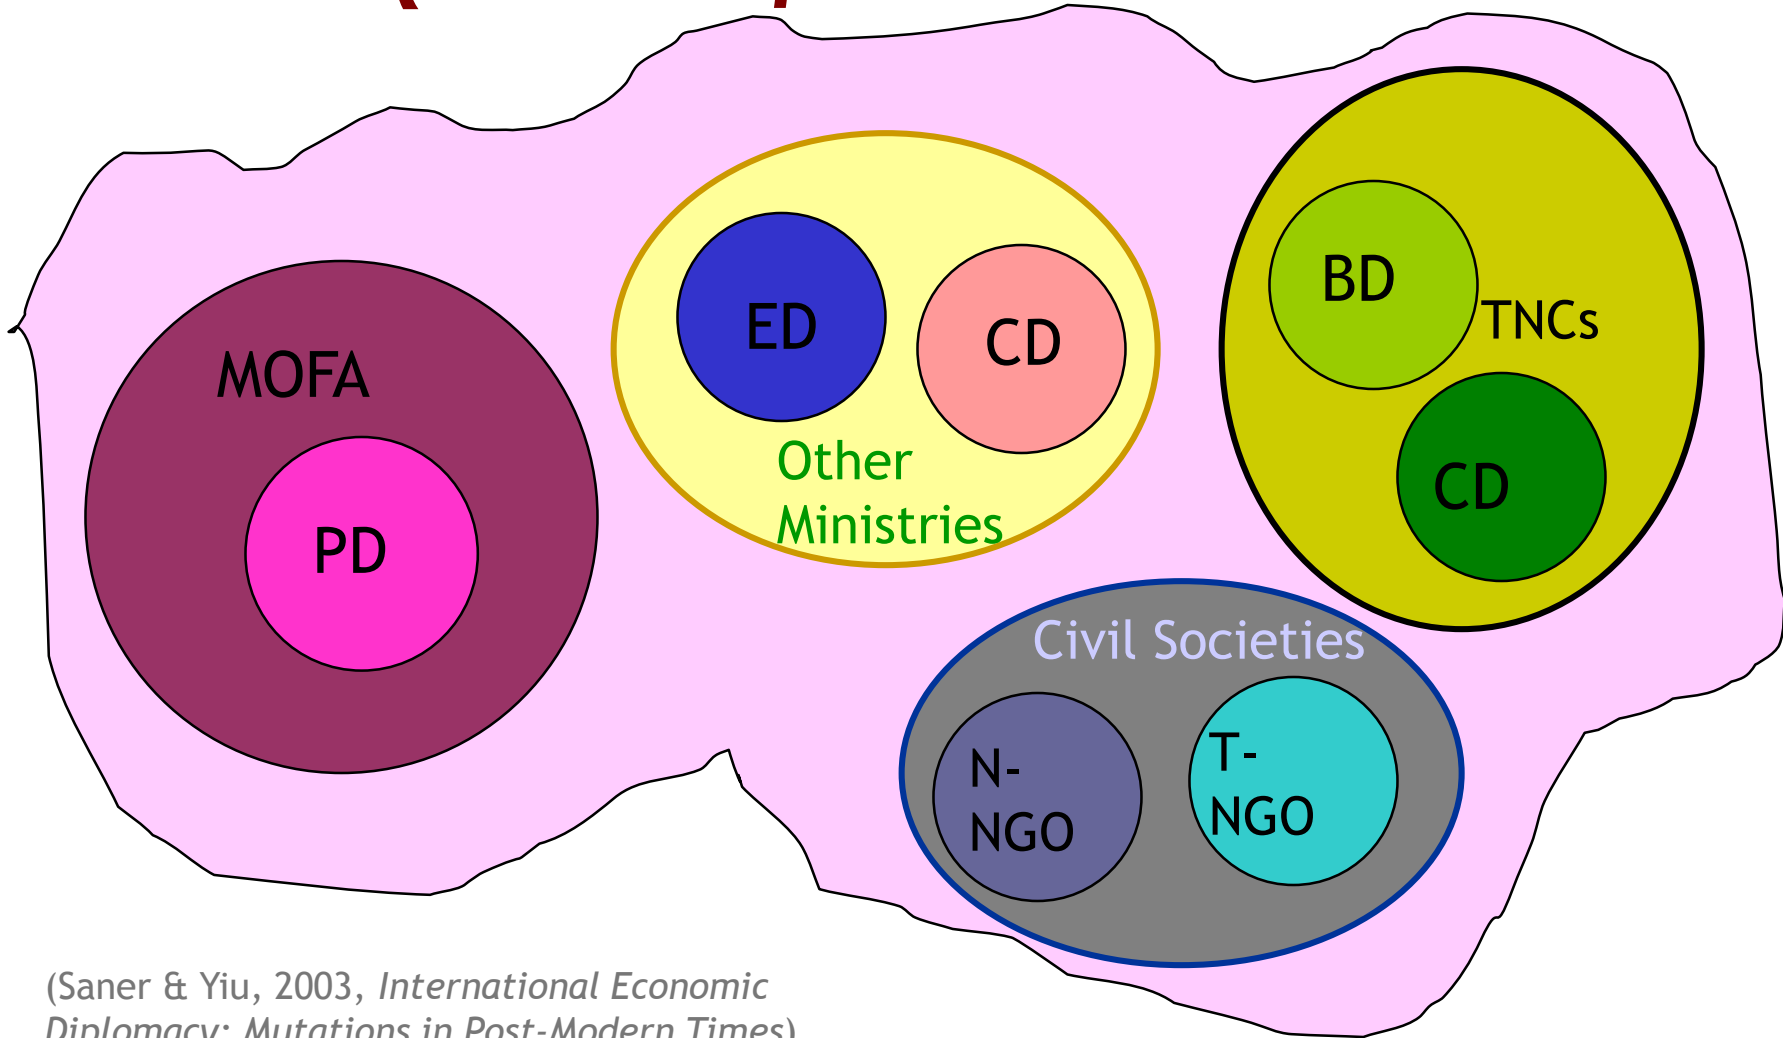 MOFA
PD
ED
CD
Other
Ministries
BD
TNCs
CD
Civil Societies
N-
NGO
T-
NGO
(Saner & Yiu, 2003, International Economic
Diplomacy: Mutations in Post-Modern Times)